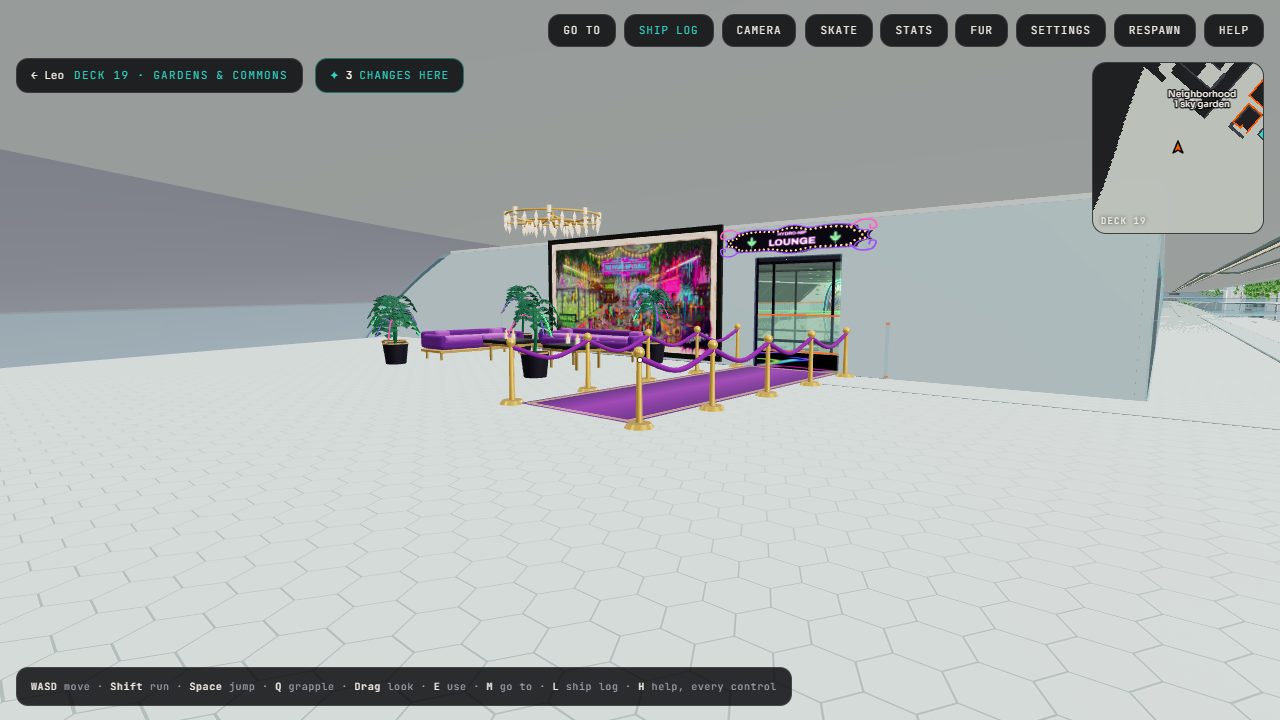 GO TO
SHIP LOG
CAMERA
SKATE
STATS
FUR
SETTINGS
RESPAWN
HELP
← Leo DECK 19 · GARDENS & COMMONS
✦ 3 CHANGES HERE
Neighborhood
1 sky garden
DECK 19
LOUNGE
WASD move · Shift run · Space jump · Q grapple · Drag look · E use · M go to · L ship log · H help, every control